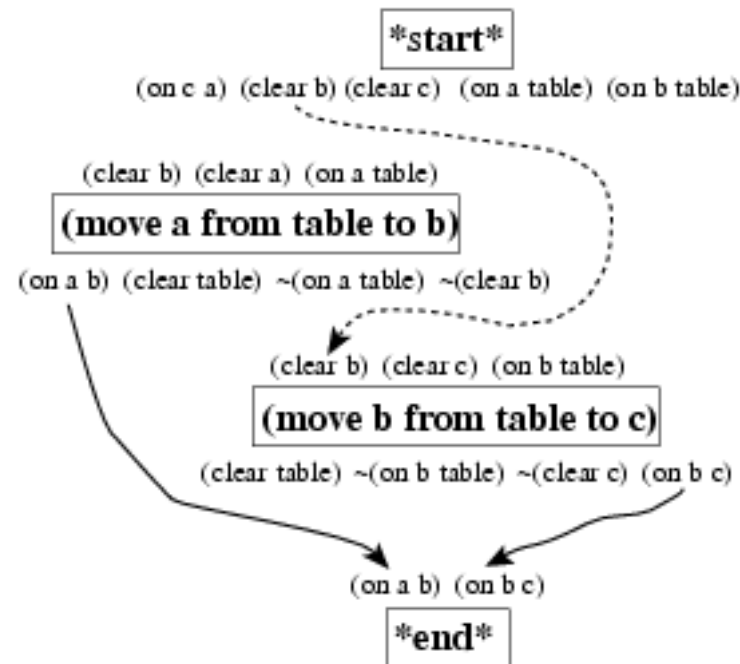 *start*
(on c a) (clear b) (clear c) (on a table) (on b table)
(clear b) (clear a) (on a table)
(move a from table to b)
(on a b) (clear table) ~(on a table) ~(clear b)
(clear b) (clear c) (on b table)
(move b from table to c)
(clear table) ~(on b table) ~(clear c) (on b c)
(on a b) (on b c)
*end*